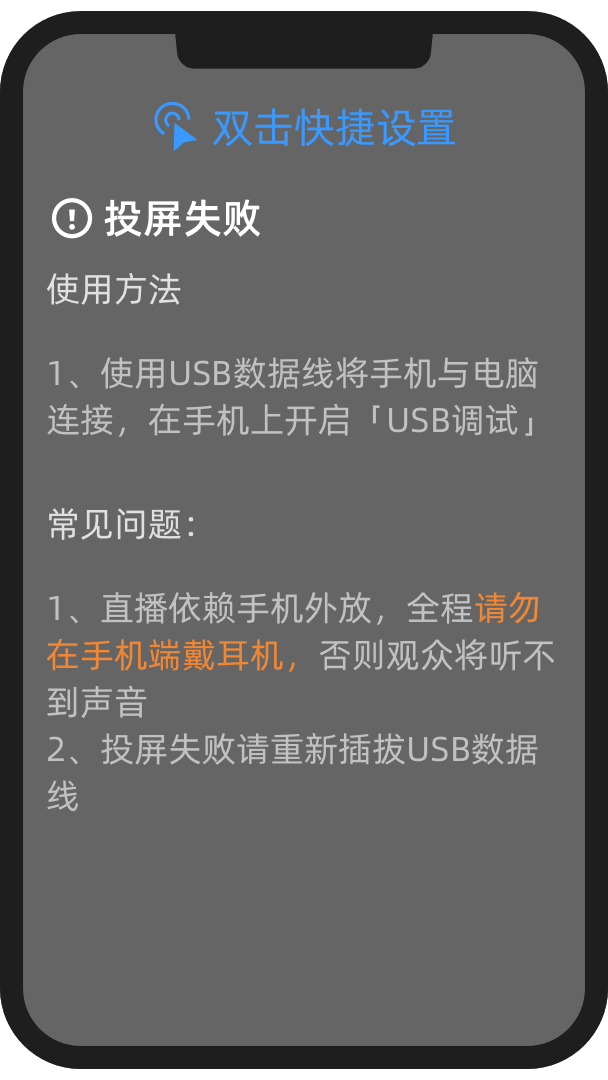 双击快捷设置
投屏失败
使用方法
1、使用USB数据线将手机与电脑
连接，在手机上开启「USB调试」
常见问题：
1、直播依赖手机外放，全程请勿
在手机端戴耳机，否则观众将听不
到声音
2、投屏失败请重新插拔USB数据
线